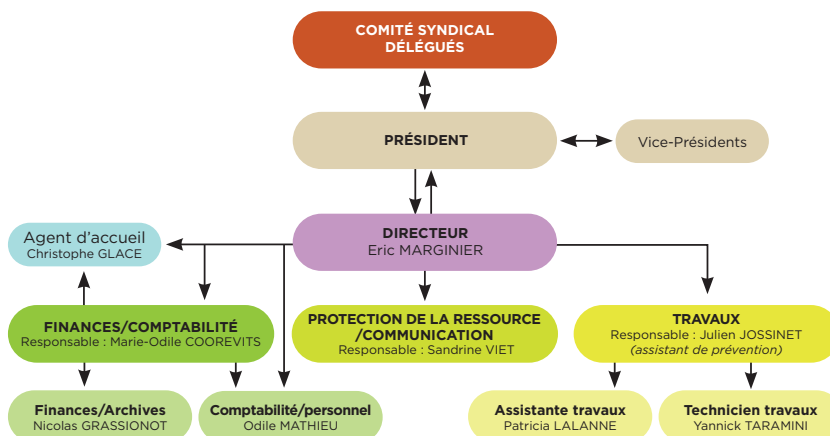 COMITÉ SYNDICAL
DÉLÉGUÉS
PRÉSIDENT
Vice-Présidents
DIRECTEUR
Eric MARGINIER
Agent d'accueil
Christophe GLACE
FINANCES/COMPTABILITÉ
Responsable : Marie-Odile COOREVITS
PROTECTION DE LA RESSOURCE
/COMMUNICATION
Responsable : Sandrine VIET
TRAVAUX
Responsable : Julien JOSSINET
(assistant de prévention)
Finances/Archives
Nicolas GRASSIONOT
Comptabilité/personnel
Odile MATHIEU
Assistante travaux
Patricia LALANNE
Technicien travaux
Yannick TARAMINI